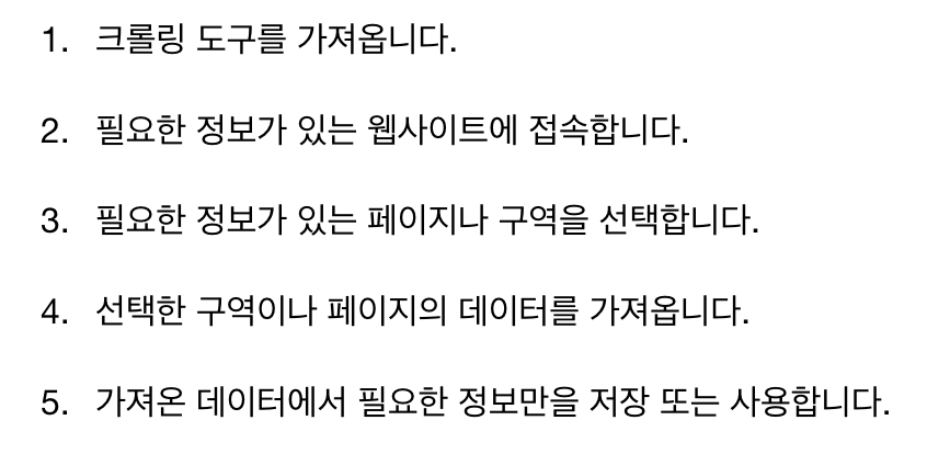 1. 크롤링 도구를 가져옵니다.
2. 필요한 정보가 있는 웹사이트에 접속합니다.
3. 필요한 정보가 있는 페이지나 구역을 선택합니다.
4. 선택한 구역이나 페이지의 데이터를 가져옵니다.
5. 가져온 데이터에서 필요한 정보만을 저장 또는 사용합니다.